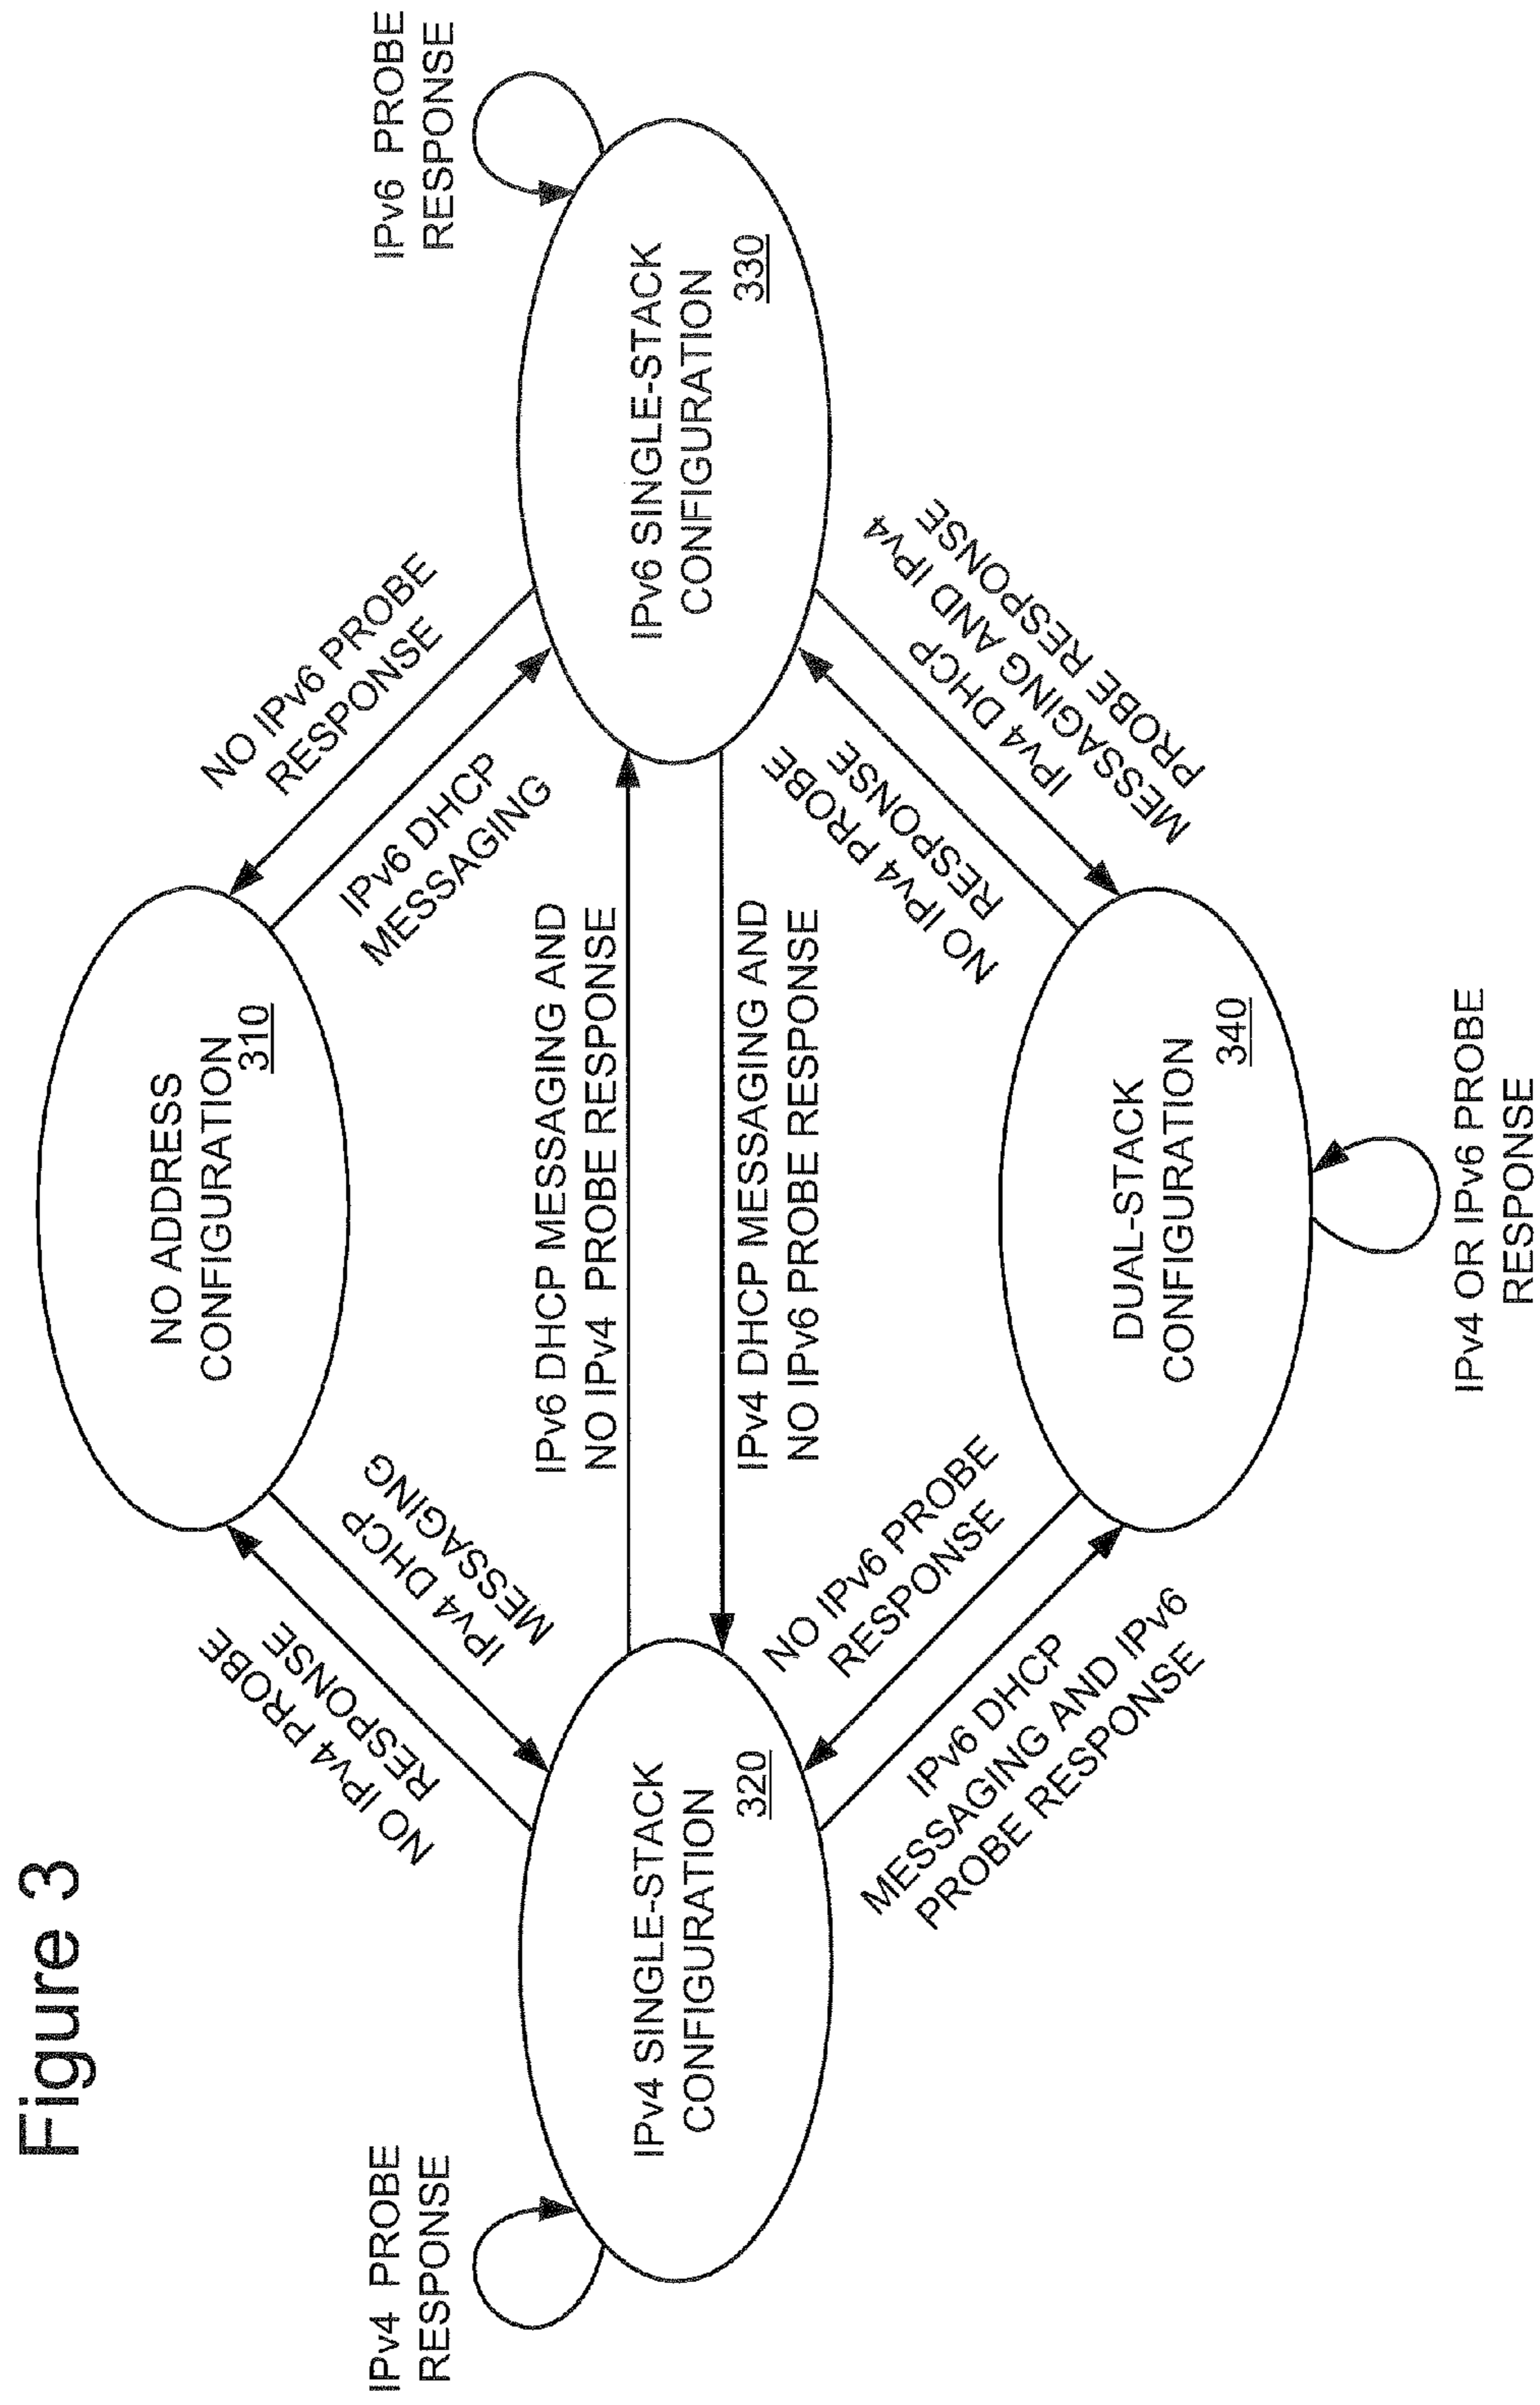 Figure 3
NO ADDRESS
CONFIGURATION
310
NO IPv4 PROBE
RESPONSE
IPv4 DHCP
MESSAGING
NO IPv6 PROBE
RESPONSE
IPv6 DHCP
MESSAGING
IPv4 PROBE
RESPONSE
IPv6 PROBE
RESPONSE
IPv4 SINGLE-STACK
CONFIGURATION
320
IPv6 DHCP MESSAGING AND
NO IPv4 PROBE RESPONSE
IPv4 DHCP MESSAGING AND
NO IPv6 PROBE RESPONSE
IPv6 SINGLE-STACK
CONFIGURATION
330
NO IPv6 PROBE
RESPONSE
IPv6 DHCP
MESSAGING AND IPv6
PROBE RESPONSE
NO IPv4 PROBE
RESPONSE
IPv4 DHCP
MESSAGING AND IPv4
PROBE RESPONSE
DUAL-STACK
CONFIGURATION
340
IPv4 OR IPv6 PROBE
RESPONSE